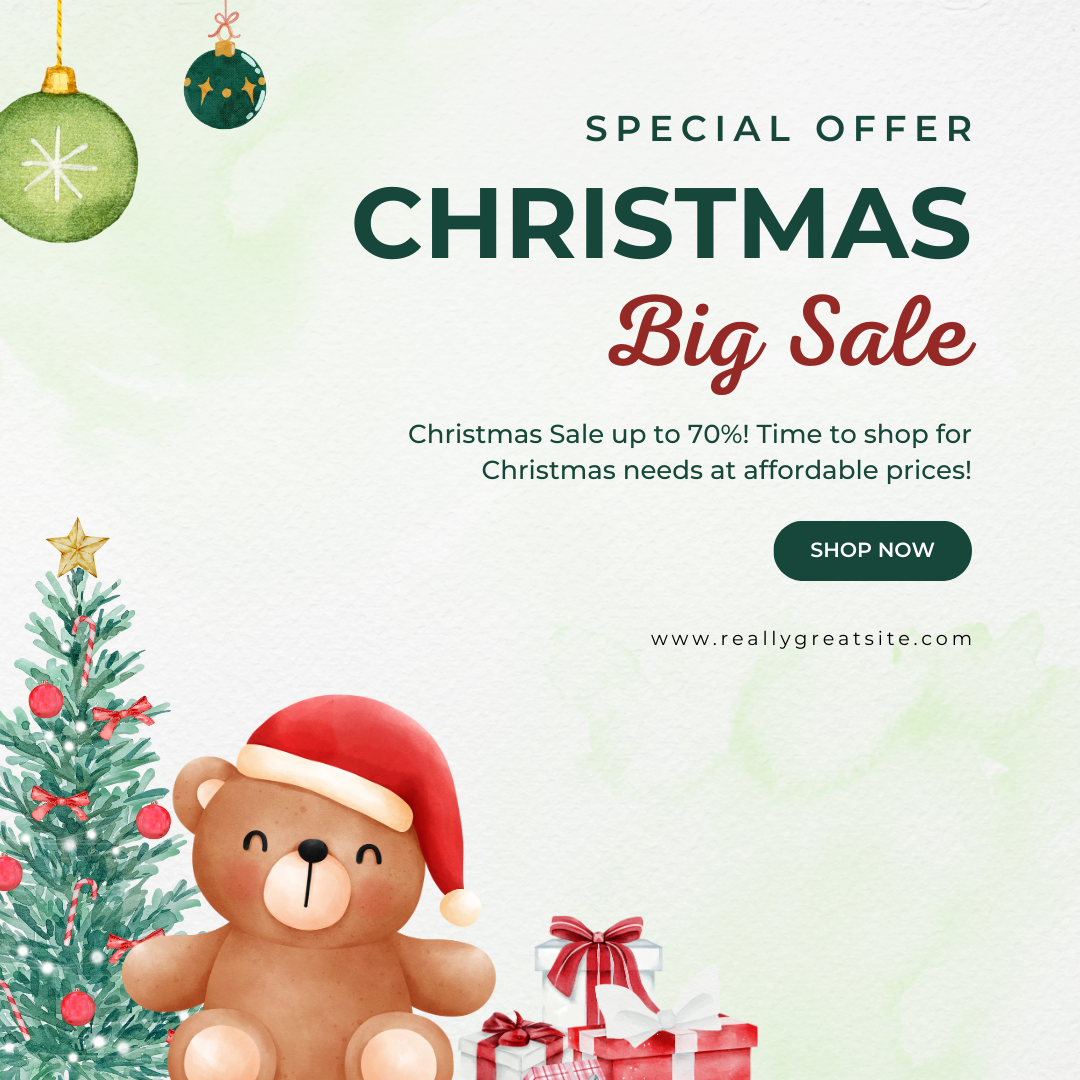 SPECIAL OFFER
CHRISTMAS
Big Sale
Christmas Sale up to 70%! Time to shop for
Christmas needs at affordable prices!
SHOP NOW
www.reallygreatsite.com